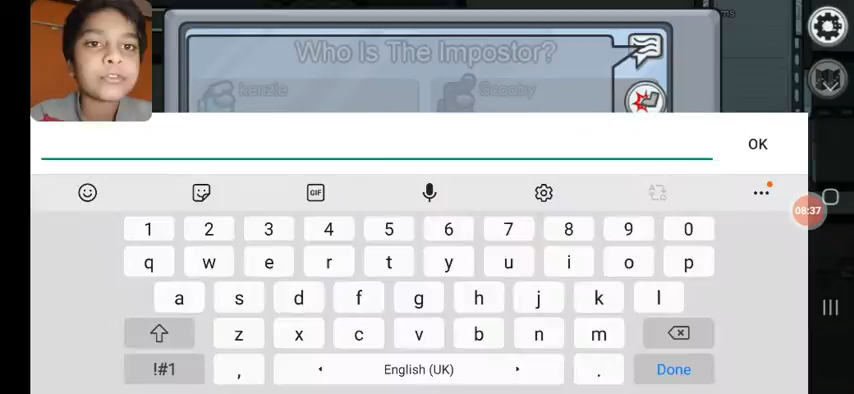 ms
Who Is The Impostor?
kenzie
Scooby
OK
GIF
08:37
1 2 3 4 5 6 7 8 9 0
q w e r t y u i o p
a s d f g h j k l
z x c v b n m
!#1 , English (UK) . Done